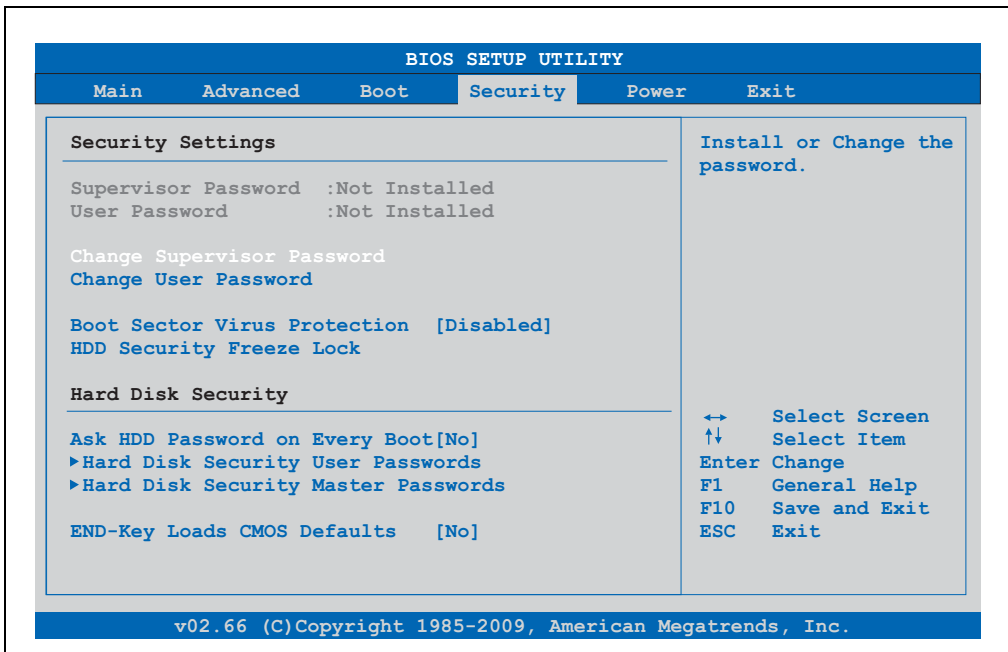 BIOS SETUP UTILITY
Main Advanced Boot Security Power Exit
Security Settings
Supervisor Password :Not Installed
User Password :Not Installed
Change Supervisor Password
Change User Password
Boot Sector Virus Protection [Disabled]
HDD Security Freeze Lock
Hard Disk Security
Ask HDD Password on Every Boot[No]
▶Hard Disk Security User Passwords
▶Hard Disk Security Master Passwords
END-Key Loads CMOS Defaults [No]
Install or Change the
password.
↔ Select Screen
↑↓ Select Item
Enter Change
F1 General Help
F10 Save and Exit
ESC Exit
v02.66 (C)Copyright 1985-2009, American Megatrends, Inc.